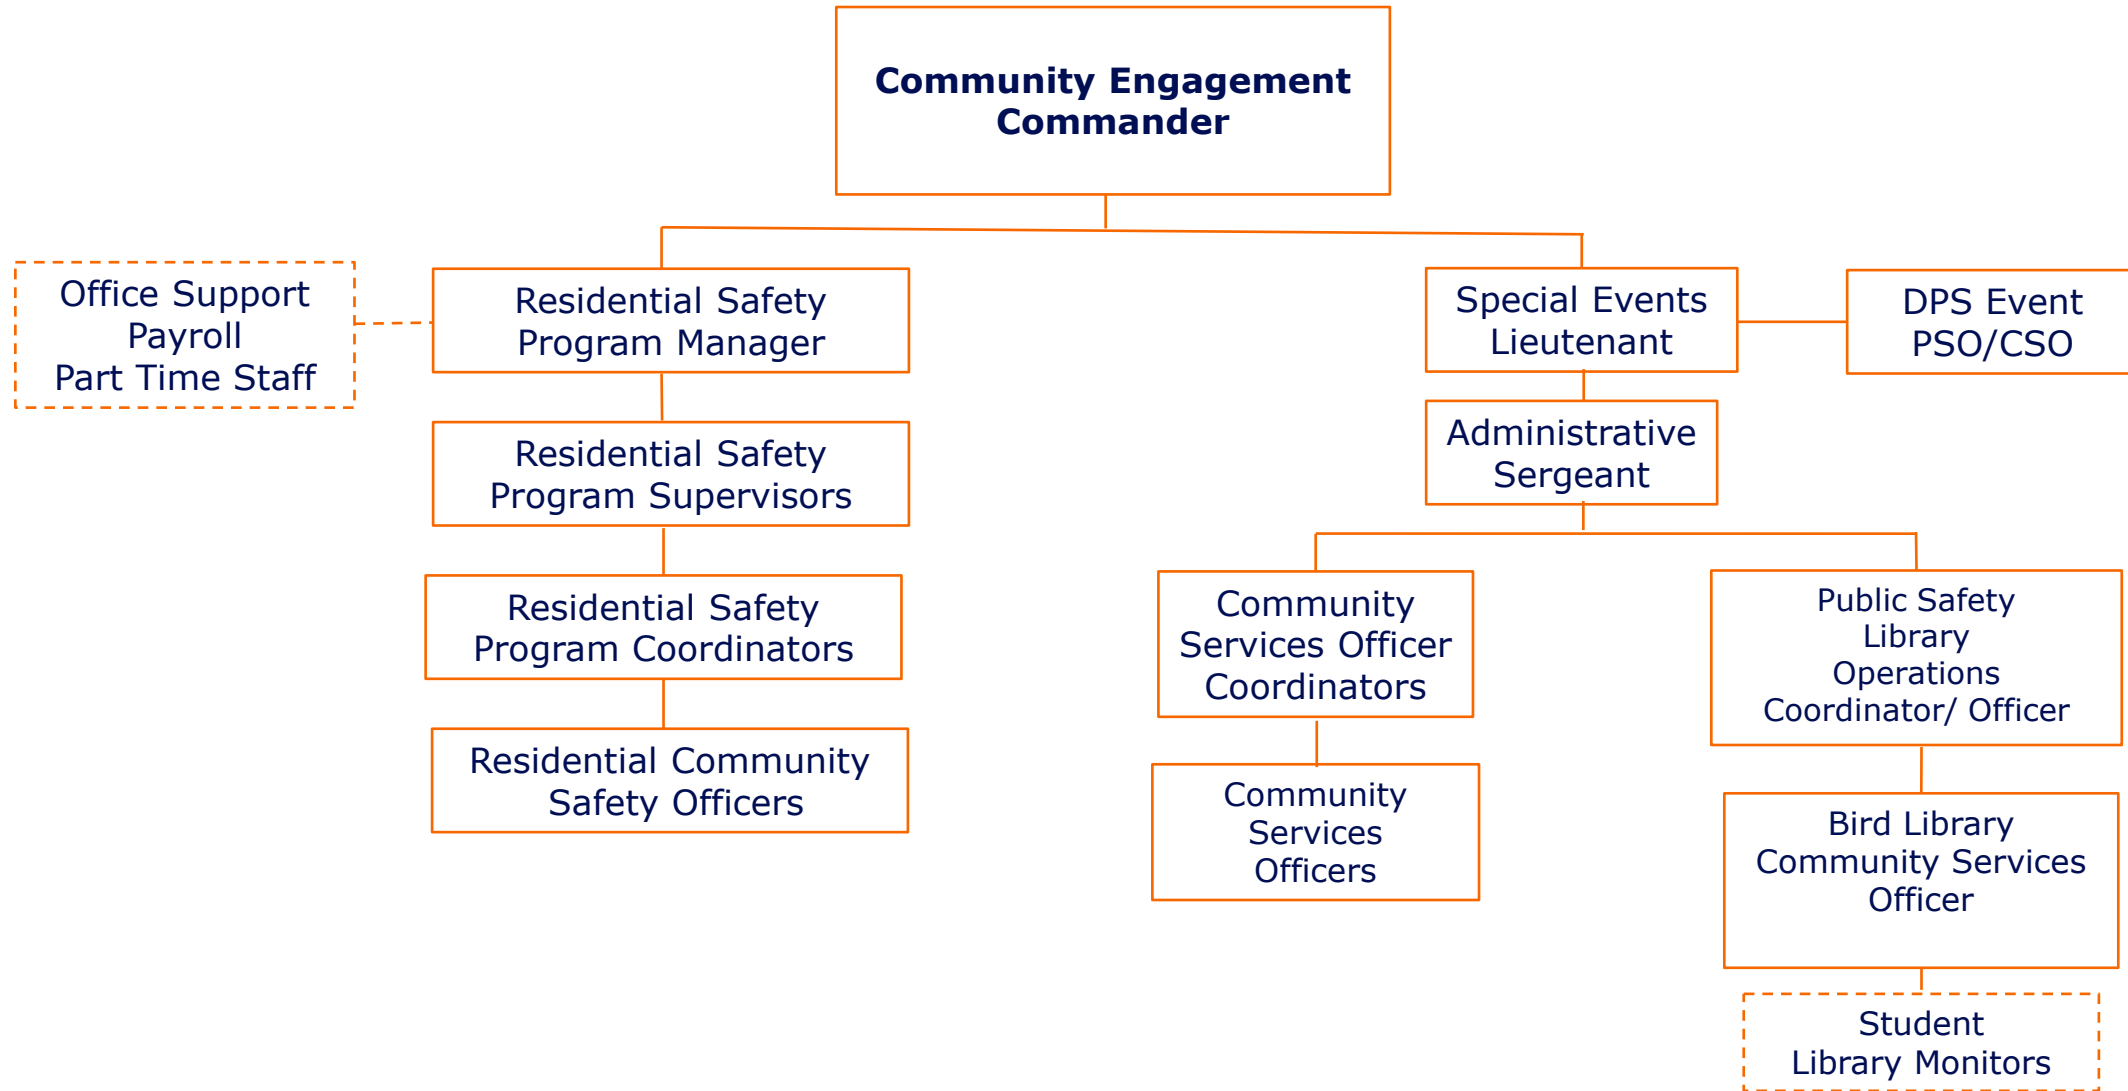 Community Engagement
Commander
Office Support
Payroll
Part Time Staff
Residential Safety
Program Manager
Special Events
Lieutenant
DPS Event
PSO/CSO
Residential Safety
Program Supervisors
Administrative
Sergeant
Residential Safety
Program Coordinators
Community
Services Officer
Coordinators
Public Safety
Library
Operations
Coordinator/ Officer
Residential Community
Safety Officers
Community
Services
Officers
Bird Library
Community Services
Officer
Student
Library Monitors